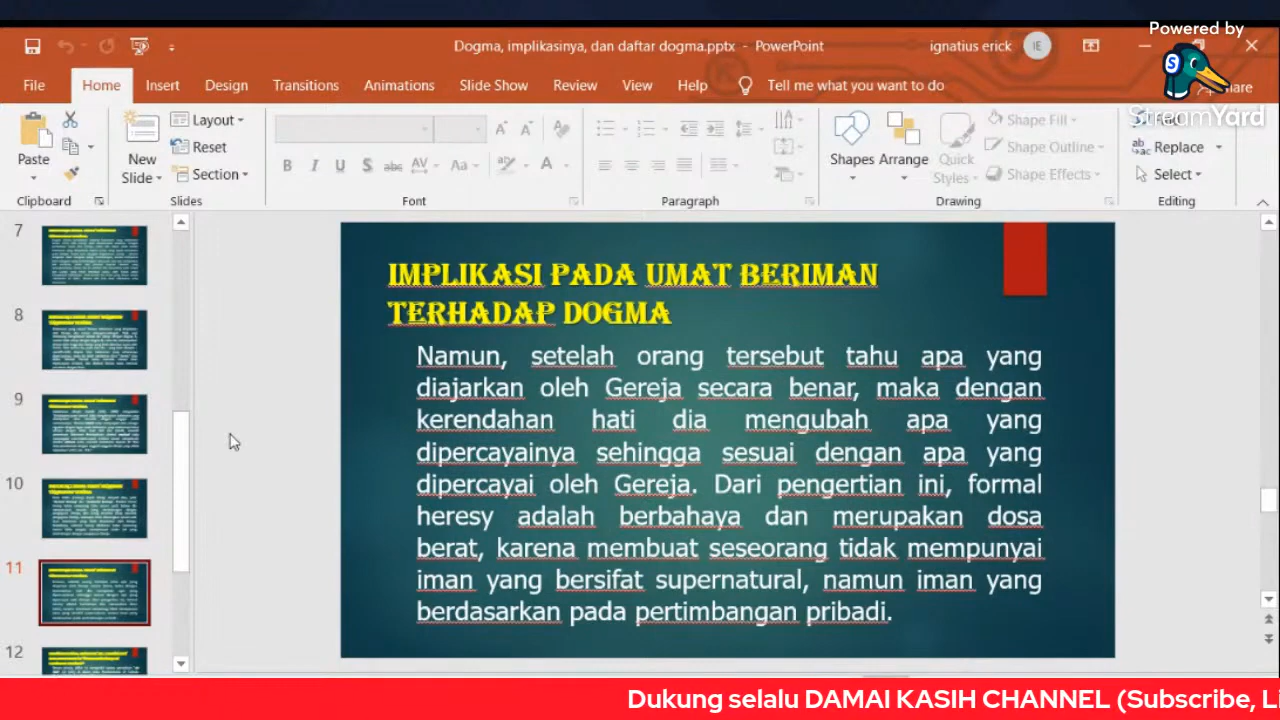 Powered by
StreamYard
Dogma, implikasinya, dan daftar dogma.pptx - PowerPoint
ignatius erick
IE
File Home Insert Design Transitions Animations Slide Show Review View Help Tell me what you want to do
Paste
New
Slide
Layout
Reset
Section
Shapes
Arrange
Quick
Styles
Shape Fill
Shape Outline
Shape Effects
Replace
Select
Clipboard
Slides
Font
Paragraph
Drawing
Editing
7
8
9
10
11
12
IMPLIKASI PADA UMAT BERIMAN
TERHADAP DOGMA
Namun, setelah orang tersebut tahu apa yang
diajarkan oleh Gereja secara benar, maka dengan
kerendahan hati dia mengubah apa yang
dipercayainya sehingga sesuai dengan apa yang
dipercayai oleh Gereja. Dari pengertian ini, formal
heresy adalah berbahaya dan merupakan dosa
berat, karena membuat seseorang tidak mempunyai
iman yang bersifat supernatural, namun iman yang
berdasarkan pada pertimbangan pribadi.
Dukung selalu DAMAI KASIH CHANNEL (Subscribe, Li